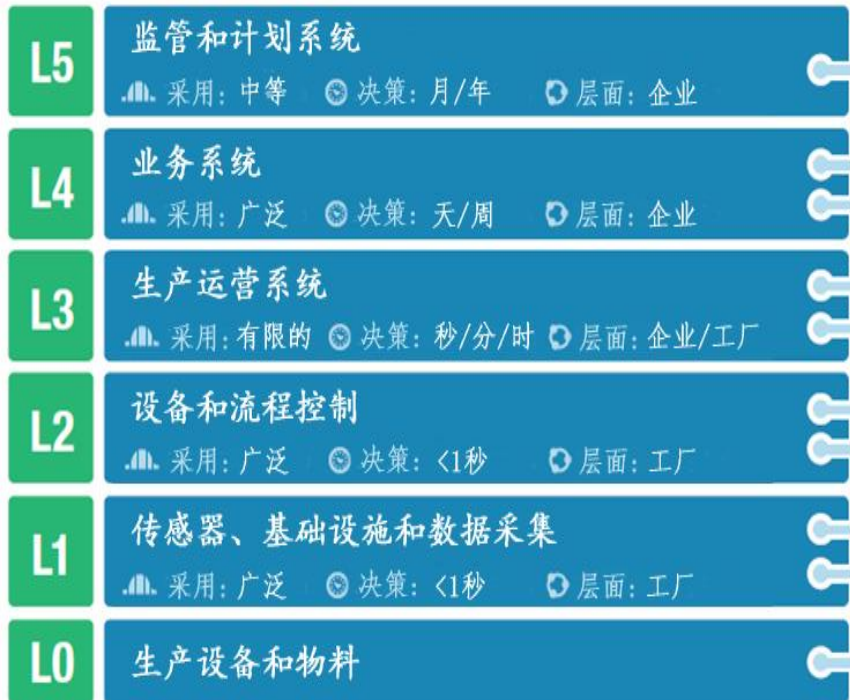 L5
监管和计划系统
采用: 中等 决策: 月/年 层面: 企业
L4
业务系统
采用: 广泛 决策: 天/周 层面: 企业
L3
生产运营系统
采用: 有限的 决策: 秒/分/时 层面: 企业/工厂
L2
设备和流程控制
采用: 广泛 决策: <1秒 层面: 工厂
L1
传感器、基础设施和数据采集
采用: 广泛 决策: <1秒 层面: 工厂
L0
生产设备和物料